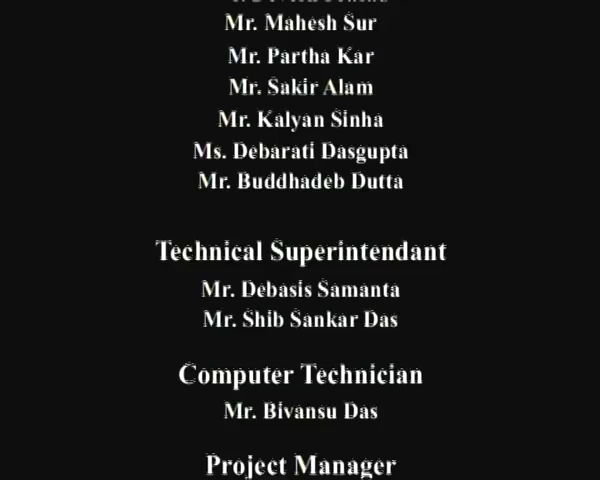 Mr. Mahesh Sur
Mr. Partha Kar
Mr. Sakir Alam
Mr. Kalyan Sinha
Ms. Debarati Dasgupta
Mr. Buddhadeb Dutta
Technical Superintendant
Mr. Debasis Samanta
Mr. Shib Sankar Das
Computer Technician
Mr. Bivansu Das
Project Manager